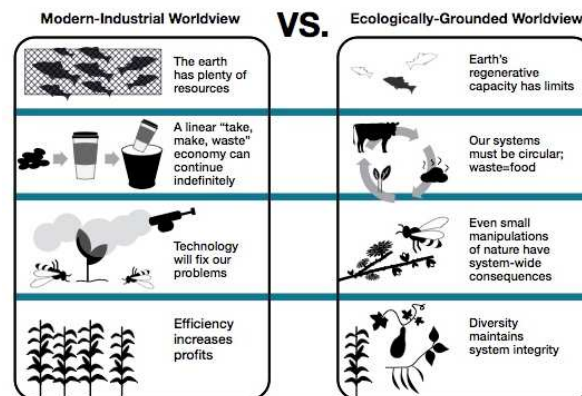 Modern-Industrial Worldview
VS.
Ecologically-Grounded Worldview
The earth
has plenty of
resources
Earth's
regenerative
capacity has limits
A linear “take,
make, waste”
economy can
continue
indefinitely
Our systems
must be circular;
waste=food
Technology
will fix our
problems
Even small
manipulations
of nature have
system-wide
consequences
Efficiency
increases
profits
Diversity
maintains
system integrity